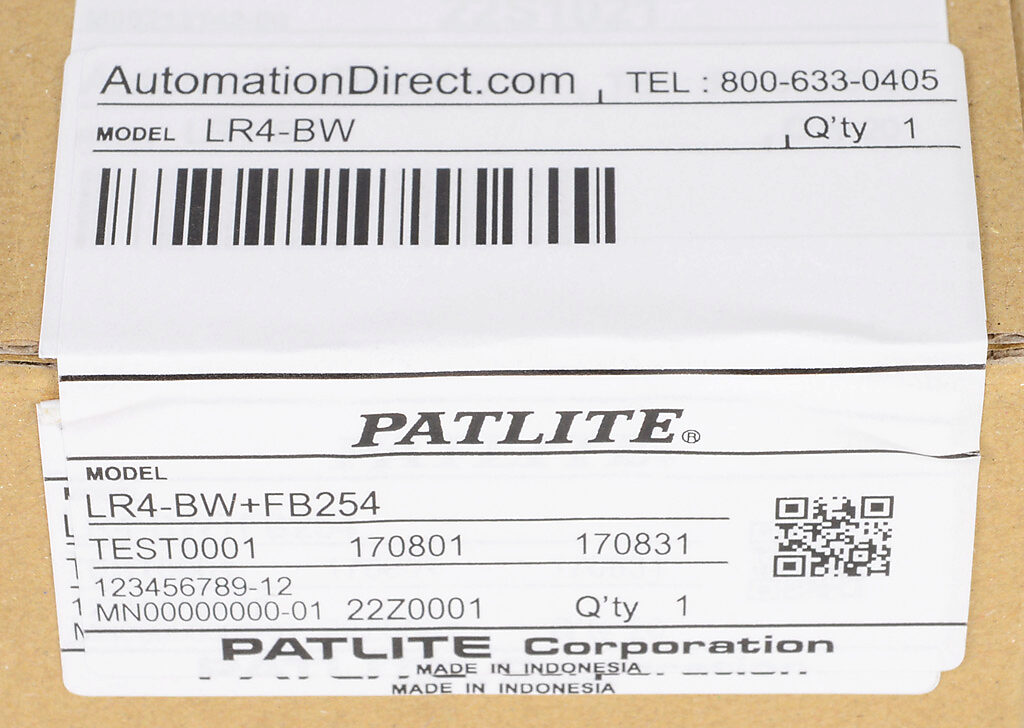 22S1021
AutomationDirect.com TEL : 800-633-0405
MODEL LR4-BW Q'ty 1
PATLITE®
MODEL
LR4-BW+FB254
TEST0001 170801 170831
123456789-12
MN00000000-01 22Z0001 Q'ty 1
PATLITE Corporation
MADE IN INDONESIA
MADE IN INDONESIA